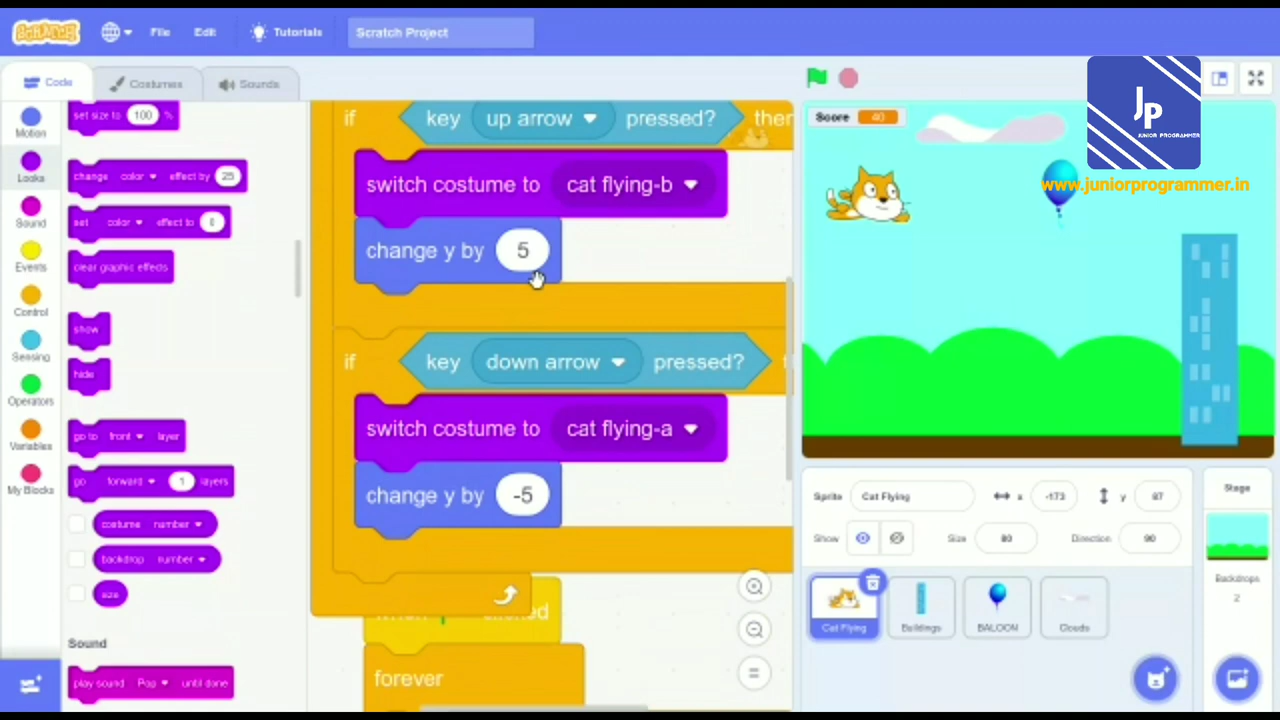 SCRATCH
File
Edit
Tutorials
Scratch Project
Code
Costumes
Sounds
Motion
Looks
Sound
Events
Control
Sensing
Operators
Variables
My Blocks
set size to 100 %
change color effect by 25
set color effect to 0
clear graphic effects
show
hide
go to front layer
go forward 1 layers
costume number
backdrop number
size
Sound
play sound Pop until done
if key up arrow pressed? then
switch costume to cat flying-b
change y by 5
if key down arrow pressed?
switch costume to cat flying-a
change y by -5
clicked
forever
Score 40
JP
JUNIOR PROGRAMMER
www.juniorprogrammer.in
Sprite Cat Flying x -173 y 87
Show Size 80 Direction 90
Cat Flying
Buildings
BALOON
Clouds
Stage
Backdrops
2